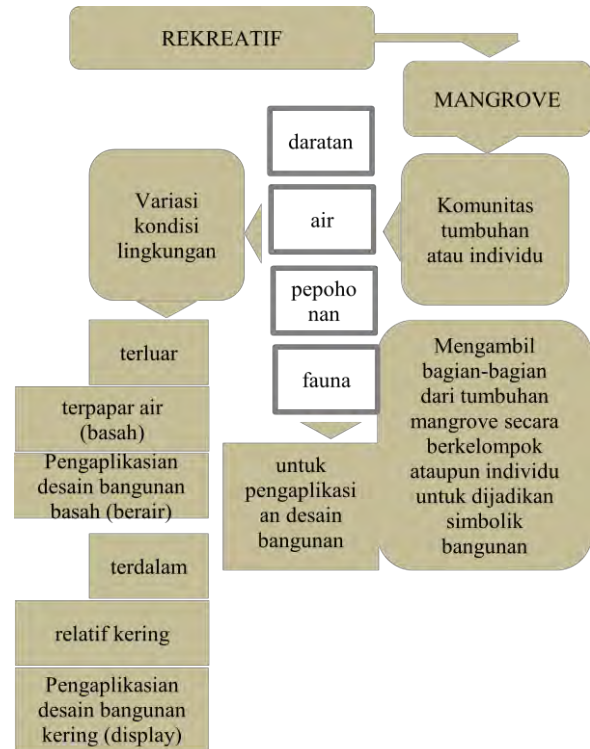 REKREATIF
MANGROVE
Komunitas
tumbuhan
atau individu
daratan
air
pepoho
nan
fauna
Variasi
kondisi
lingkungan
terluar
terpapar air
(basah)
Pengaplikasian
desain bangunan
basah (berair)
terdalam
relatif kering
Pengaplikasian
desain bangunan
kering (display)
untuk
pengaplikasi
an desain
bangunan
Mengambil
bagian-bagian
dari tumbuhan
mangrove secara
berkelompok
ataupun individu
untuk dijadikan
simbolik
bangunan